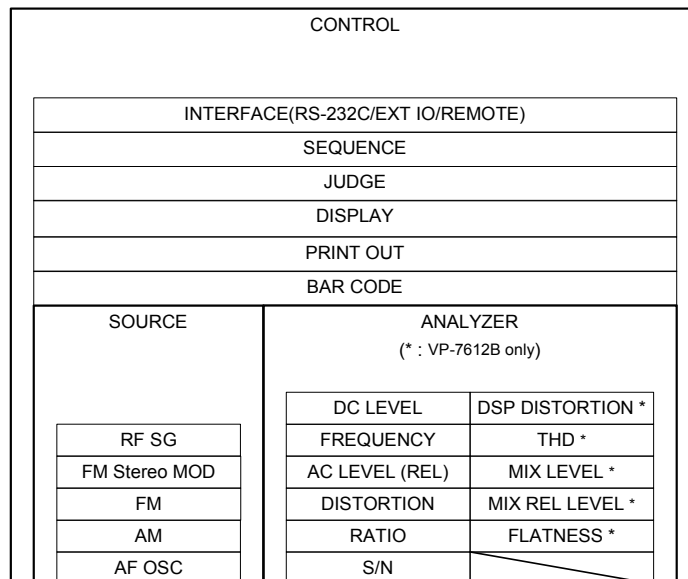 CONTROL
INTERFACE(RS-232C/EXT IO/REMOTE)
SEQUENCE
JUDGE
DISPLAY
PRINT OUT
BAR CODE
SOURCE
RF SG
FM Stereo MOD
FM
AM
AF OSC
ANALYZER
(* : VP-7612B only)
DC LEVEL
DSP DISTORTION *
FREQUENCY
THD *
AC LEVEL (REL)
MIX LEVEL *
DISTORTION
MIX REL LEVEL *
RATIO
FLATNESS *
S/N